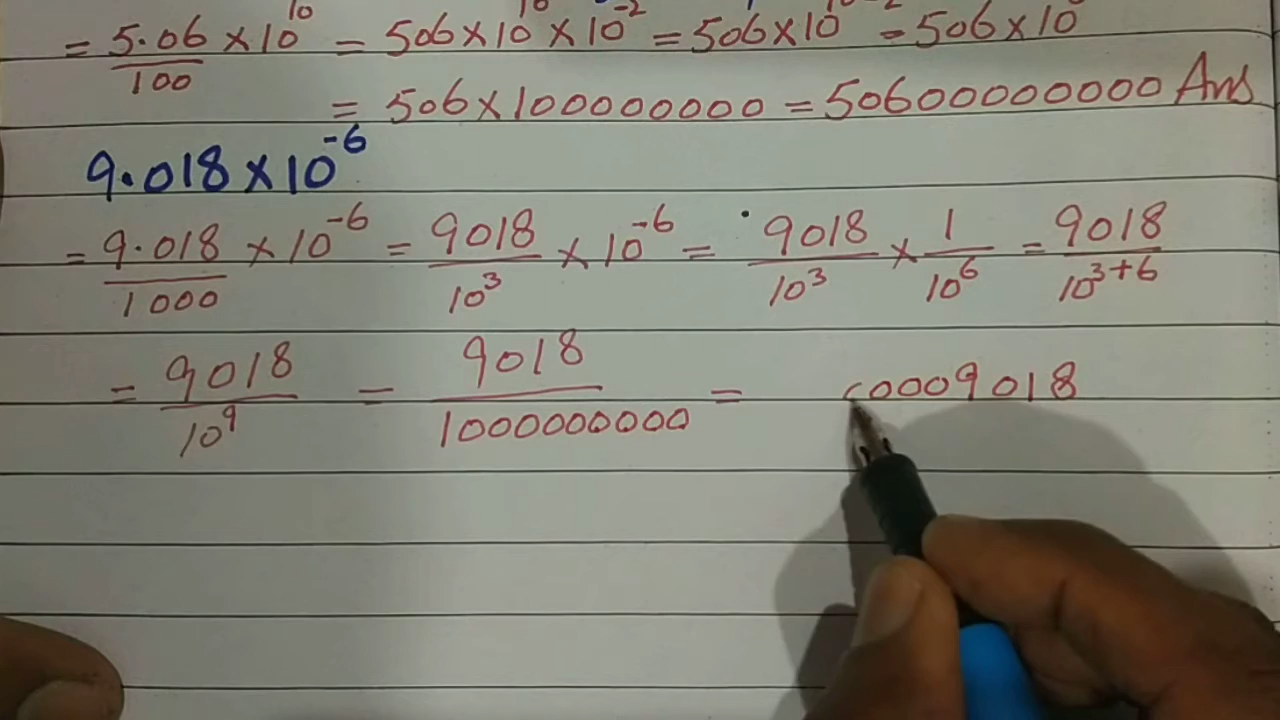 = 5.06/100 × 10^10 = 506×10^10 ×10^-2 = 506×10 = 506×10
= 506×100000000 = 50600000000 Ans
9.018×10^-6
= 9.018/1000 × 10^-6 = 9018/10^3 × 10^-6 = 9018/10^3 × 1/10^6 = 9018/10^3+6
= 9018/10^9 = 9018/1000000000 = 0009018